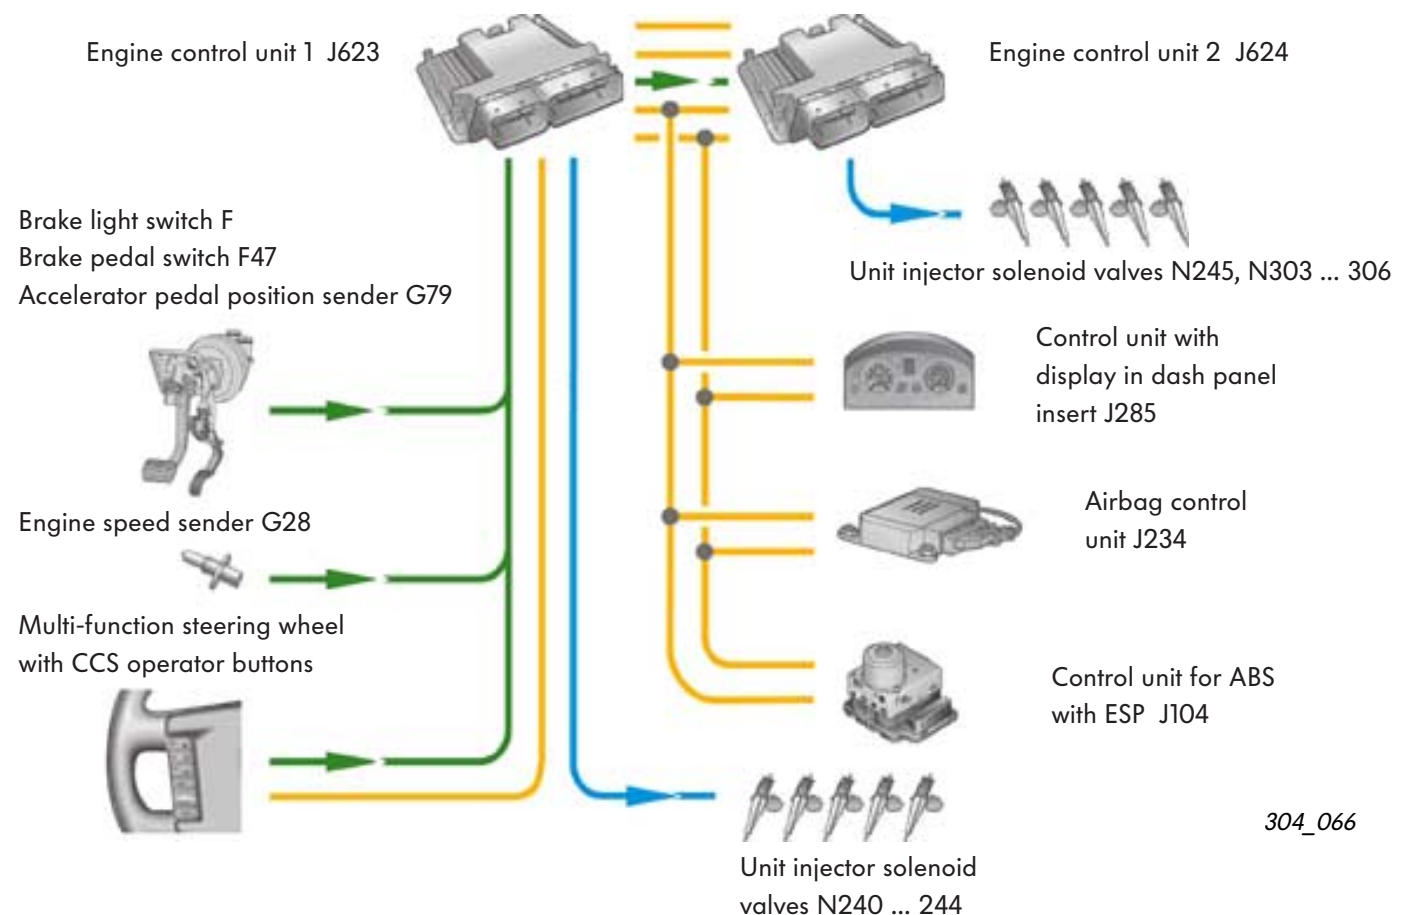 Engine control unit 1 J623
Engine control unit 2 J624
Brake light switch F
Brake pedal switch F47
Accelerator pedal position sender G79
Unit injector solenoid valves N245, N303 ... 306
Control unit with
display in dash panel
insert J285
Airbag control
unit J234
Engine speed sender G28
Multi-function steering wheel
with CCS operator buttons
Control unit for ABS
with ESP J104
304_066
Unit injector solenoid
valves N240 ... 244